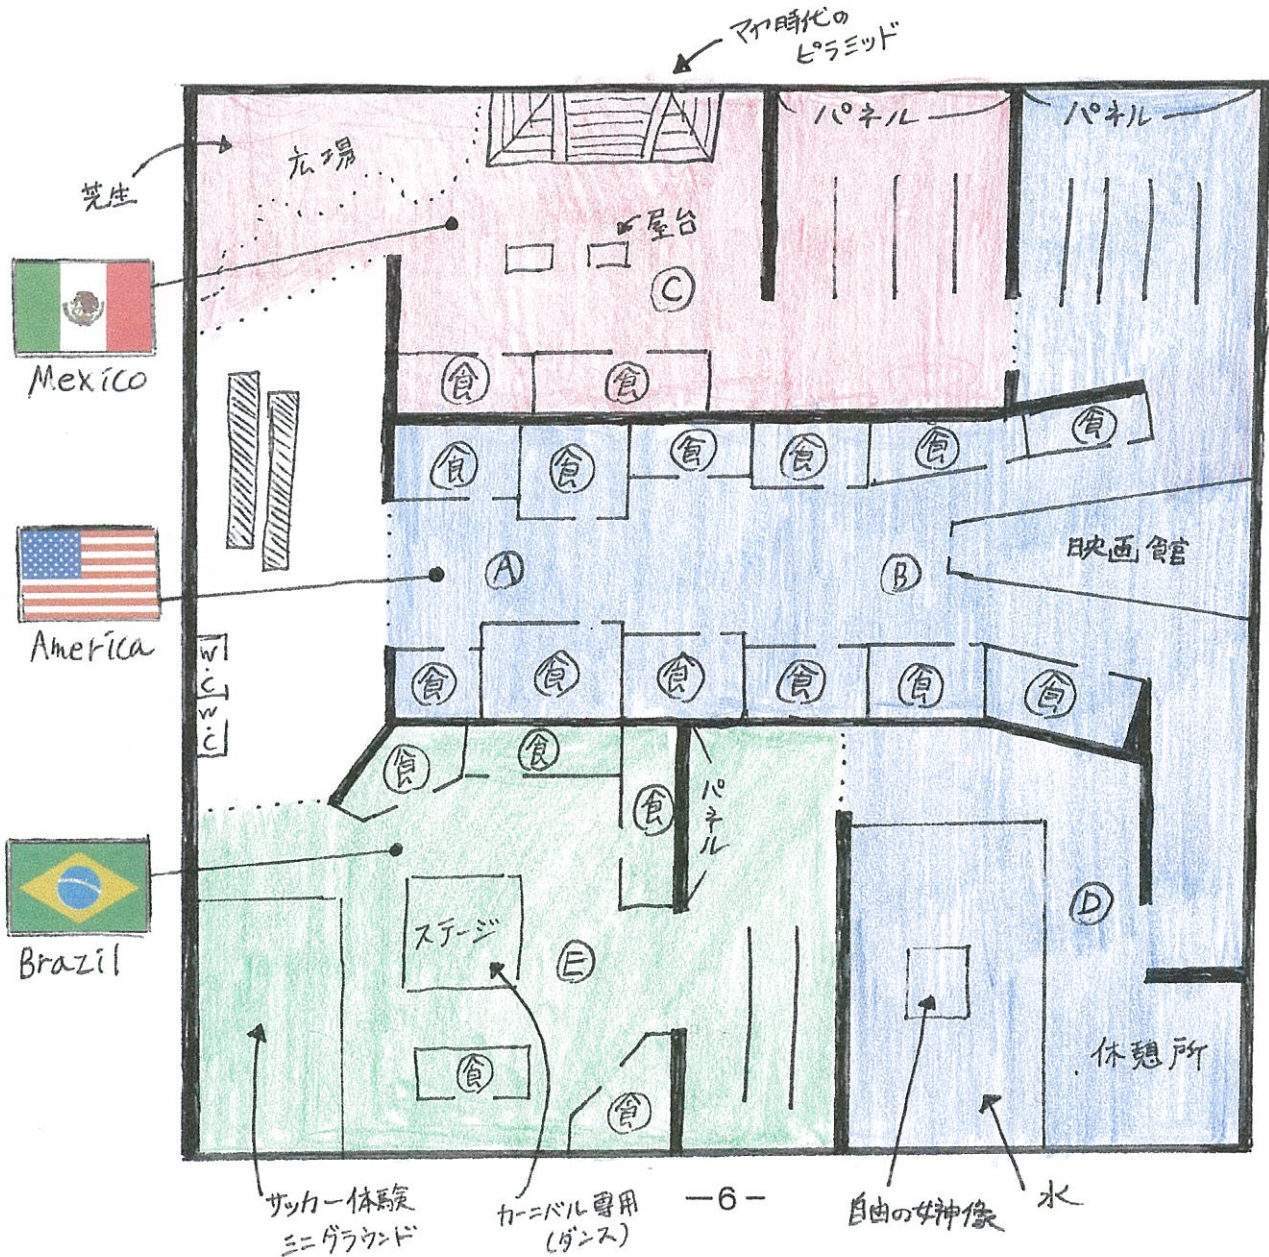 マヤ時代の
ピラミッド
パネル
パネル
広場
芝生
屋台
C
Mexico
食
食
食
食
食
食
食
食
映画館
A
B
America
W.C
W.C
食
食
食
食
食
食
食
食
食
パネル
ステージ
D
E
Brazil
食
食
休憩所
サッカー体験
ミニグラウンド
カーニバル専用
(ダンス)
-6-
自由の女神像
水